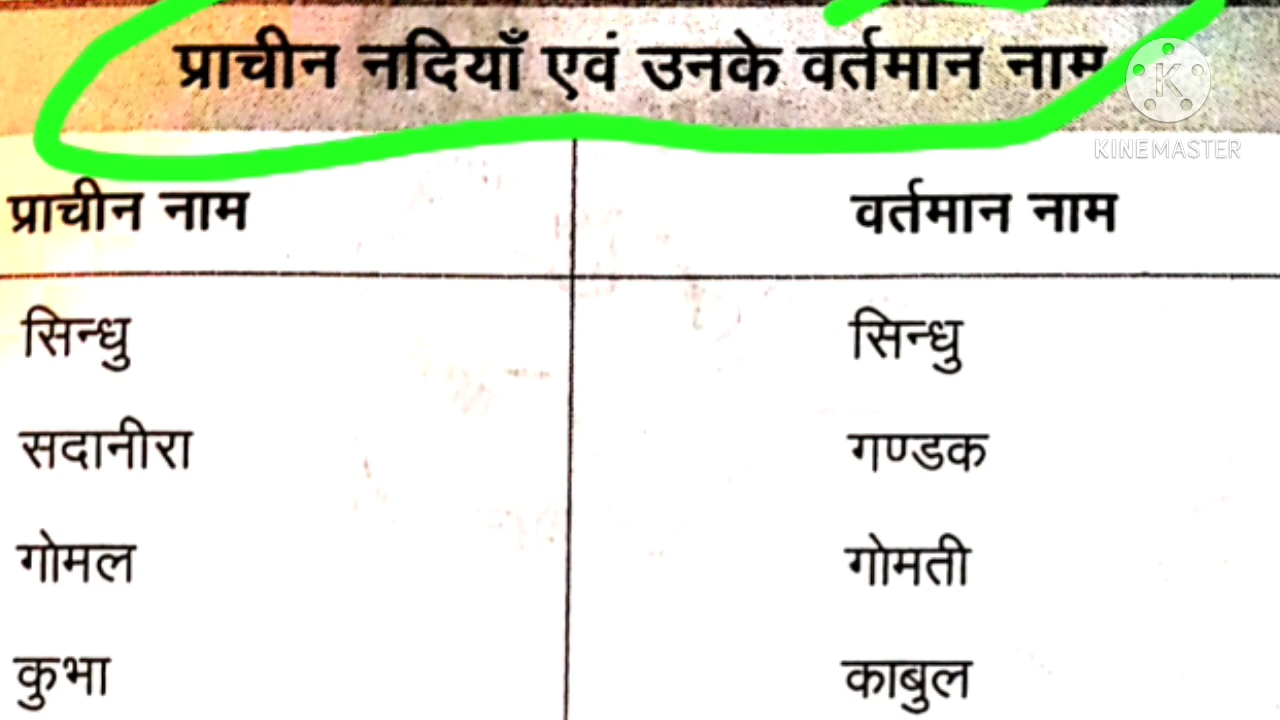 प्राचीन नदियाँ एवं उनके वर्तमान नाम
KINEMASTER
प्राचीन नाम वर्तमान नाम
सिन्धु सिन्धु
सदानीरा गण्डक
गोमल गोमती
कुभा काबुल